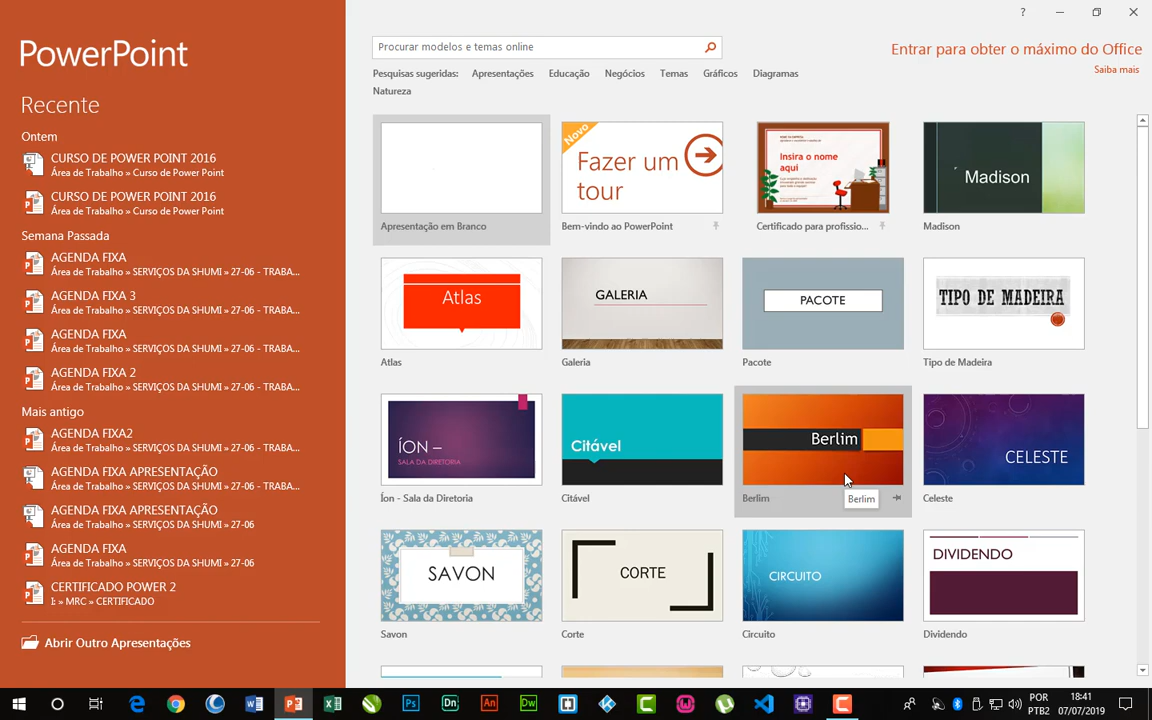 PowerPoint
Recente
Ontem
CURSO DE POWER POINT 2016
Área de Trabalho » Curso de Power Point
CURSO DE POWER POINT 2016
Área de Trabalho » Curso de Power Point
Semana Passada
AGENDA FIXA
Área de Trabalho » SERVIÇOS DA SHUMI » 27-06 - TRABA...
AGENDA FIXA 3
Área de Trabalho » SERVIÇOS DA SHUMI » 27-06 - TRABA...
AGENDA FIXA
Área de Trabalho » SERVIÇOS DA SHUMI » 27-06 - TRABA...
AGENDA FIXA 2
Área de Trabalho » SERVIÇOS DA SHUMI » 27-06 - TRABA...
Mais antigo
AGENDA FIXA2
Área de Trabalho » SERVIÇOS DA SHUMI » 27-06 - TRABA...
AGENDA FIXA APRESENTAÇÃO
Área de Trabalho » SERVIÇOS DA SHUMI » 27-06 - TRABA...
AGENDA FIXA APRESENTAÇÃO
Área de Trabalho » SERVIÇOS DA SHUMI » 27-06
AGENDA FIXA
Área de Trabalho » SERVIÇOS DA SHUMI » 27-06
CERTIFICADO POWER 2
I: » MRC » CERTIFICADO
Abrir Outro Apresentações
?
Procurar modelos e temas online
Entrar para obter o máximo do Office
Saiba mais
Pesquisas sugeridas: Apresentações Educação Negócios Temas Gráficos Diagramas
Natureza
Novo
Fazer um
tour
Insira o nome
aqui
Madison
Apresentação em Branco
Bem-vindo ao PowerPoint
Certificado para profissio...
Madison
Atlas
GALERIA
PACOTE
TIPO DE MADEIRA
Atlas
Galeria
Pacote
Tipo de Madeira
ÍON –
SALA DA DIRETORIA
Citável
Berlim
CELESTE
Íon - Sala da Diretoria
Citável
Berlim
Berlim
Celeste
SAVON
CORTE
CIRCUITO
DIVIDENDO
Savon
Corte
Circuito
Dividendo
Ps
Dn
An
Dw
POR
PTB2
18:41
07/07/2019